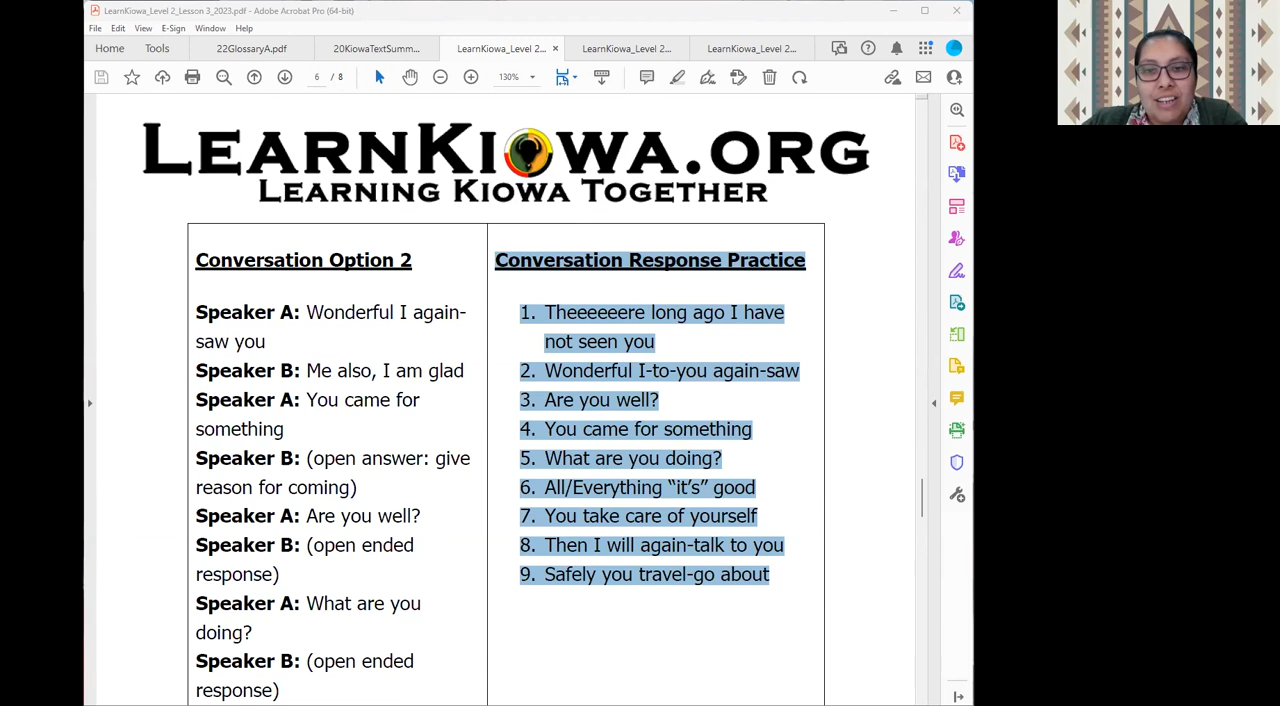 LearnKiowa_Level 2_Lesson 3_2023.pdf - Adobe Acrobat Pro (64-bit)
File Edit View E-Sign Window Help
Home Tools 22GlossaryA.pdf 20KiowaTextSumm... LearnKiowa_Level 2... × LearnKiowa_Level 2... LearnKiowa_Level 2...
6 / 8 130%
LearnKiowa.org
Learning Kiowa Together
Conversation Option 2
Speaker A: Wonderful I again-
saw you
Speaker B: Me also, I am glad
Speaker A: You came for
something
Speaker B: (open answer: give
reason for coming)
Speaker A: Are you well?
Speaker B: (open ended
response)
Speaker A: What are you
doing?
Speaker B: (open ended
response)
Conversation Response Practice
1. Theeeeeere long ago I have
not seen you
2. Wonderful I-to-you again-saw
3. Are you well?
4. You came for something
5. What are you doing?
6. All/Everything “it’s” good
7. You take care of yourself
8. Then I will again-talk to you
9. Safely you travel-go about